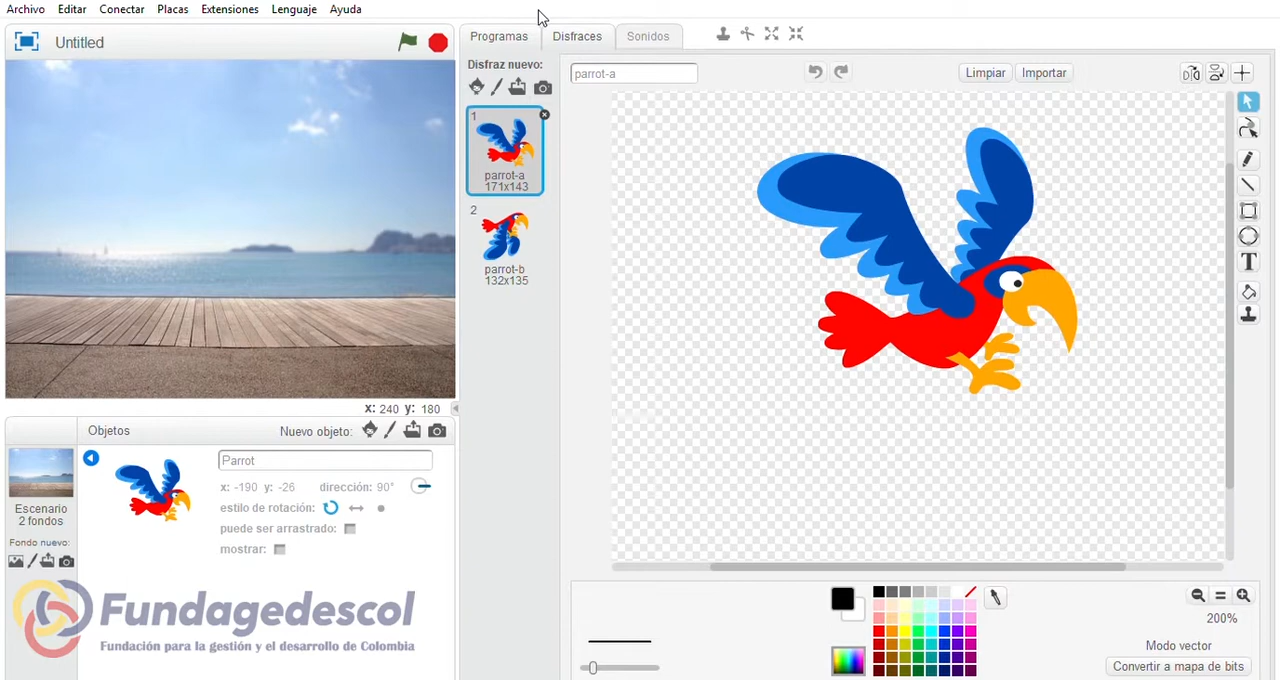 Archivo Editar Conectar Placas Extensiones Lenguaje Ayuda
Untitled
Programas Disfraces Sonidos
Disfraz nuevo:
parrot-a
Limpiar Importar
1
parrot-a
171x143
2
parrot-b
132x135
x: 240 y: 180
Objetos Nuevo objeto:
Parrot
x: -190 y: -26 dirección: 90°
estilo de rotación:
puede ser arrastrado:
mostrar:
Escenario
2 fondos
Fondo nuevo:
Fundagedescol
Fundación para la gestión y el desarrollo de Colombia
T
200%
Modo vector
Convertir a mapa de bits